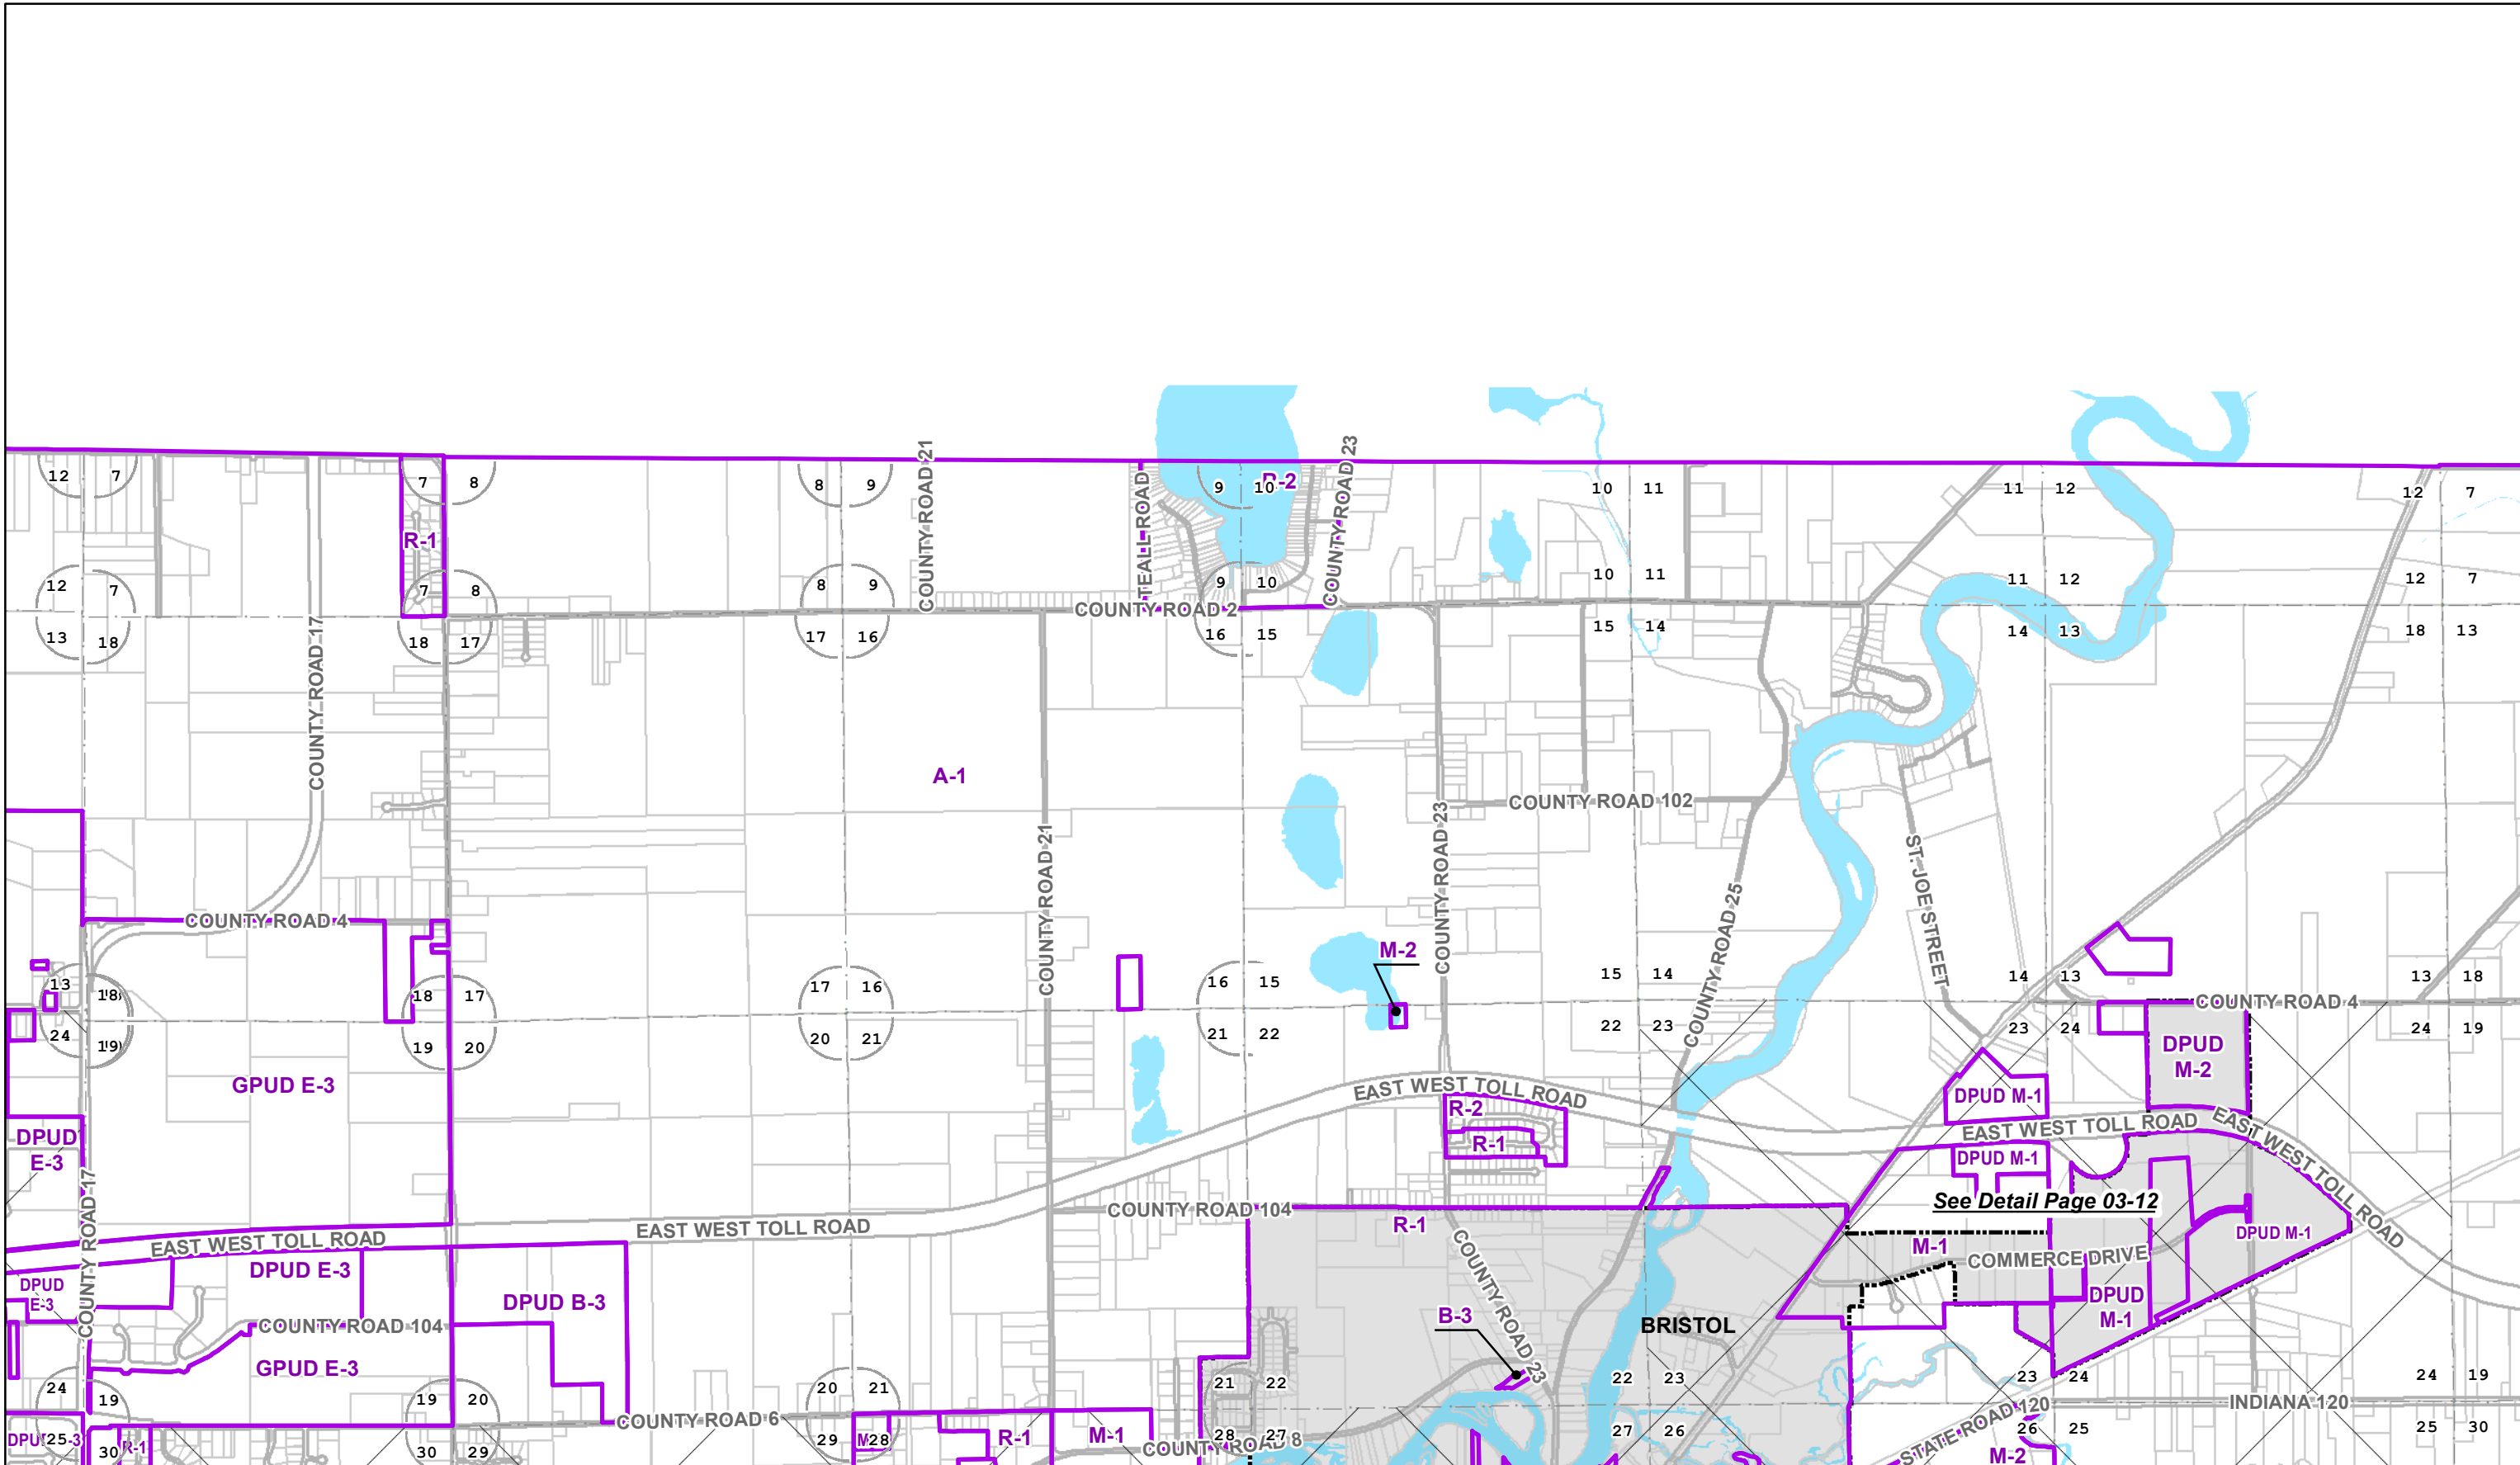 COUNTY ROAD 21
COUNTY ROAD 23
12 7
7 8
8 9
9 10
R-2
10 11
11 12
12 7
TEALL ROAD
R-1
12 7
7 8
8 9
9 10
10 11
11 12
12 7
COUNTY ROAD 2
13 18
18 17
17 16
16 15
15 14
14 13
18 13
COUNTY ROAD 17
A-1
COUNTY ROAD 102
COUNTY ROAD 21
COUNTY ROAD 23
COUNTY ROAD 25
ST. JOE STREET
COUNTY ROAD 4
M-2
13 18
18 17
17 16
16 15
15 14
14 13
13 18
COUNTY ROAD 4
24 19
19 20
20 21
21 22
22 23
23 24
24 19
DPUD
M-2
GPUD E-3
EAST WEST TOLL ROAD
R-2
DPUD M-1
DPUD
E-3
R-1
EAST WEST TOLL ROAD
EAST WEST TOLL ROAD
DPUD M-1
COUNTY ROAD 17
See Detail Page 03-12
COUNTY ROAD 104
R-1
EAST WEST TOLL ROAD
EAST WEST TOLL ROAD
M-1
DPUD M-1
COUNTY ROAD 23
COMMERCE DRIVE
DPUD E-3
DPUD
E-3
DPUD B-3
DPUD
M-1
B-3
BRISTOL
COUNTY ROAD 104
GPUD E-3
24 19
19 20
20 21
21 22
22 23
23 24
24 19
COUNTY ROAD 6
INDIANA 120
STATE ROAD 120
25 30
R-1
30 29
29 28
R-1
M-1
COUNTY ROAD 8
28 27
27 26
26 25
25 30
M-2